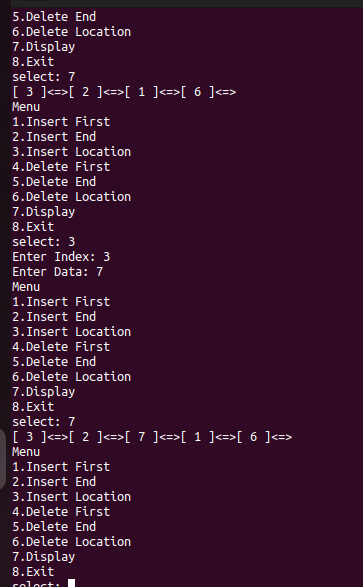 5.Delete End
6.Delete Location
7.Display
8.Exit
select: 7
[ 3 ]<=>[ 2 ]<=>[ 1 ]<=>[ 6 ]<=>
Menu
1.Insert First
2.Insert End
3.Insert Location
4.Delete First
5.Delete End
6.Delete Location
7.Display
8.Exit
select: 3
Enter Index: 3
Enter Data: 7
Menu
1.Insert First
2.Insert End
3.Insert Location
4.Delete First
5.Delete End
6.Delete Location
7.Display
8.Exit
select: 7
[ 3 ]<=>[ 2 ]<=>[ 7 ]<=>[ 1 ]<=>[ 6 ]<=>
Menu
1.Insert First
2.Insert End
3.Insert Location
4.Delete First
5.Delete End
6.Delete Location
7.Display
8.Exit
select: